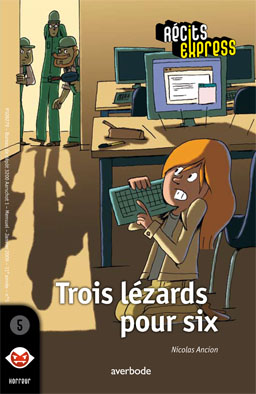 Récits
Express
Trois lézards
pour six
Nicolas Ancion
averbode
5
Horreur